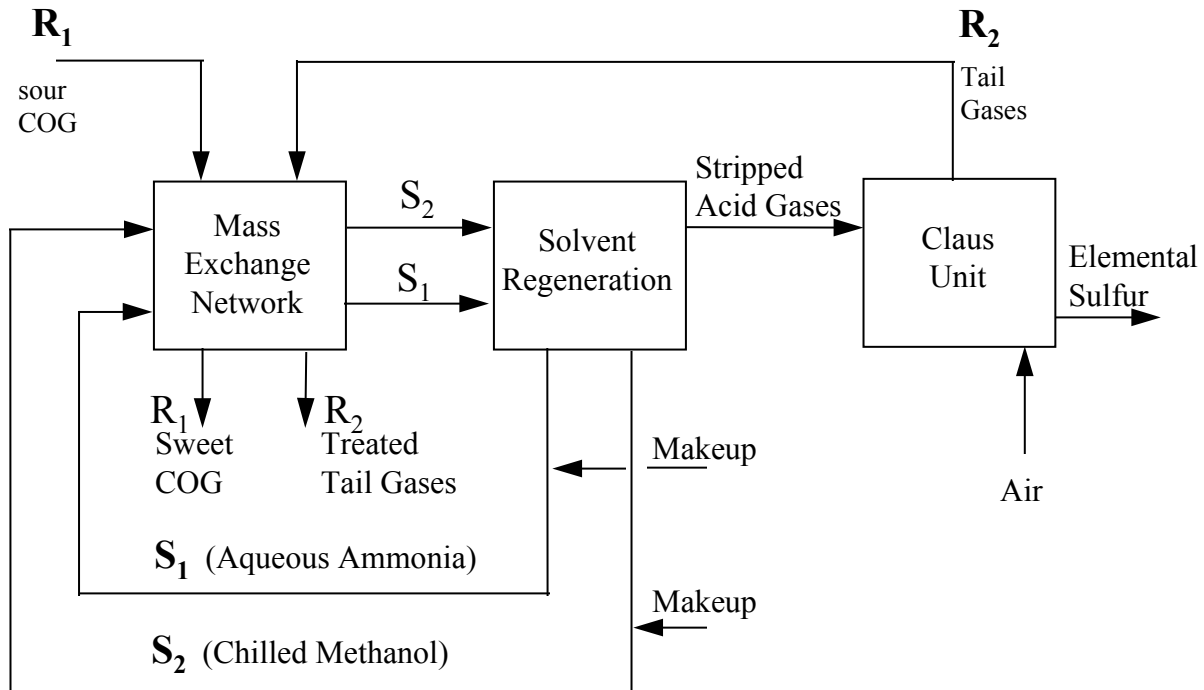 R₁
R₂
sour
COG
Tail
Gases
Mass
Exchange
Network
S₂
S₁
Solvent
Regeneration
Stripped
Acid Gases
Claus
Unit
Elemental
Sulfur
R₁
Sweet
COG
R₂
Treated
Tail Gases
Makeup
Air
S₁ (Aqueous Ammonia)
Makeup
S₂ (Chilled Methanol)